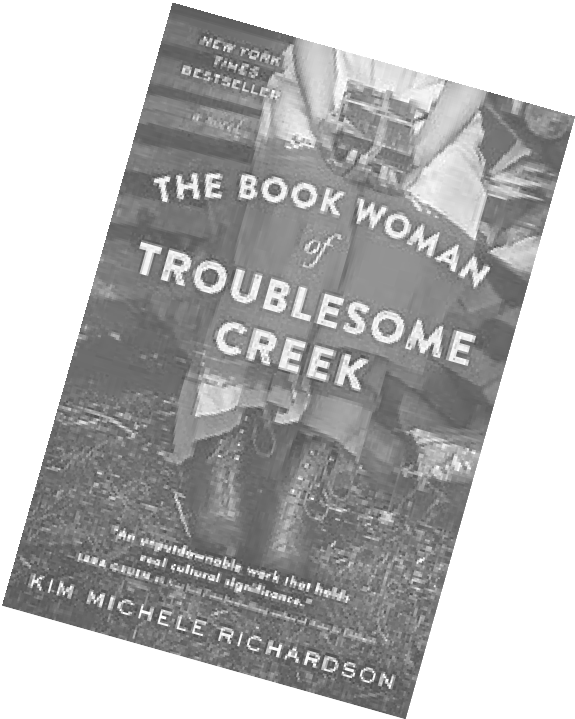 NEW YORK
TIMES
BESTSELLER
a novel
THE BOOK WOMAN
of
TROUBLESOME
CREEK
"An unputdownable work that holds
real cultural significance."
SARA GRUEN
KIM MICHELE RICHARDSON